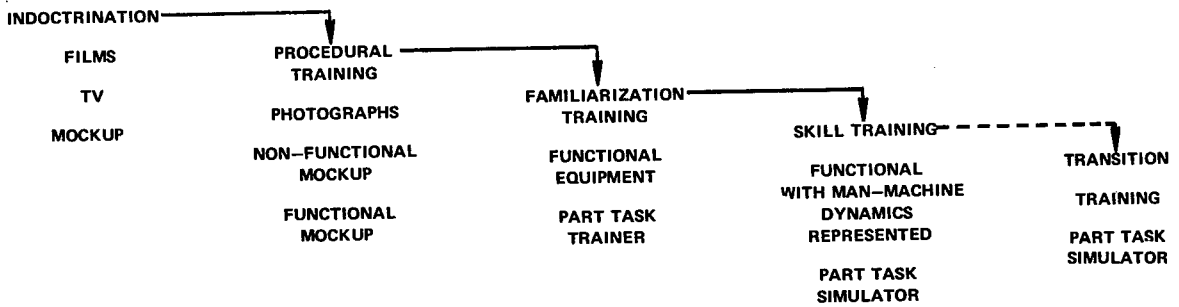 INDOCTRINATION
FILMS
TV
MOCKUP
PROCEDURAL
TRAINING
PHOTOGRAPHS
NON–FUNCTIONAL
MOCKUP
FUNCTIONAL
MOCKUP
FAMILIARIZATION
TRAINING
FUNCTIONAL
EQUIPMENT
PART TASK
TRAINER
SKILL TRAINING
FUNCTIONAL
WITH MAN–MACHINE
DYNAMICS
REPRESENTED
PART TASK
SIMULATOR
TRANSITION
TRAINING
PART TASK
SIMULATOR